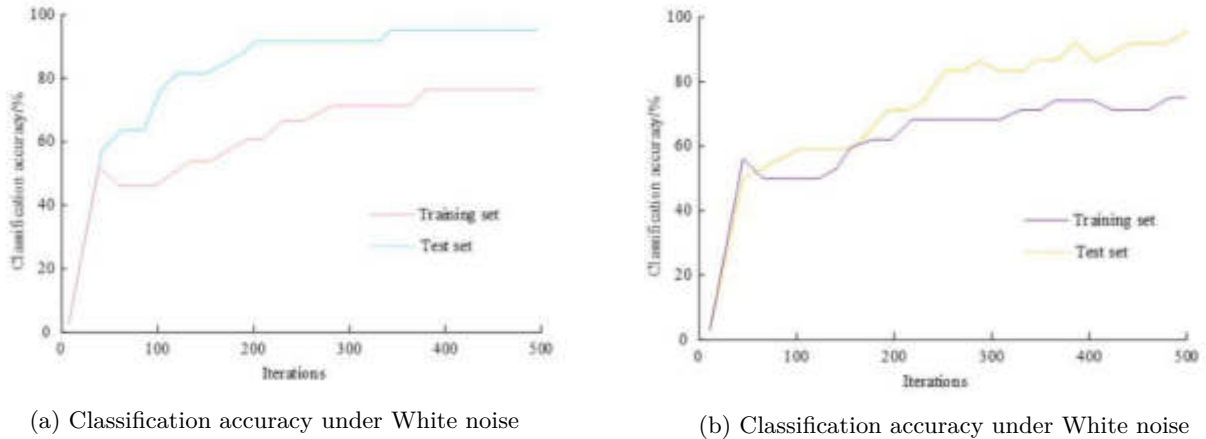 100
80
60
40
20
0
Classification accuracy/%
Training set
Test set
0 100 200 300 400 500
Iterations
(a) Classification accuracy under White noise
100
80
60
40
20
0
Classification accuracy/%
Training set
Test set
0 100 200 300 400 500
Iterations
(b) Classification accuracy under White noise